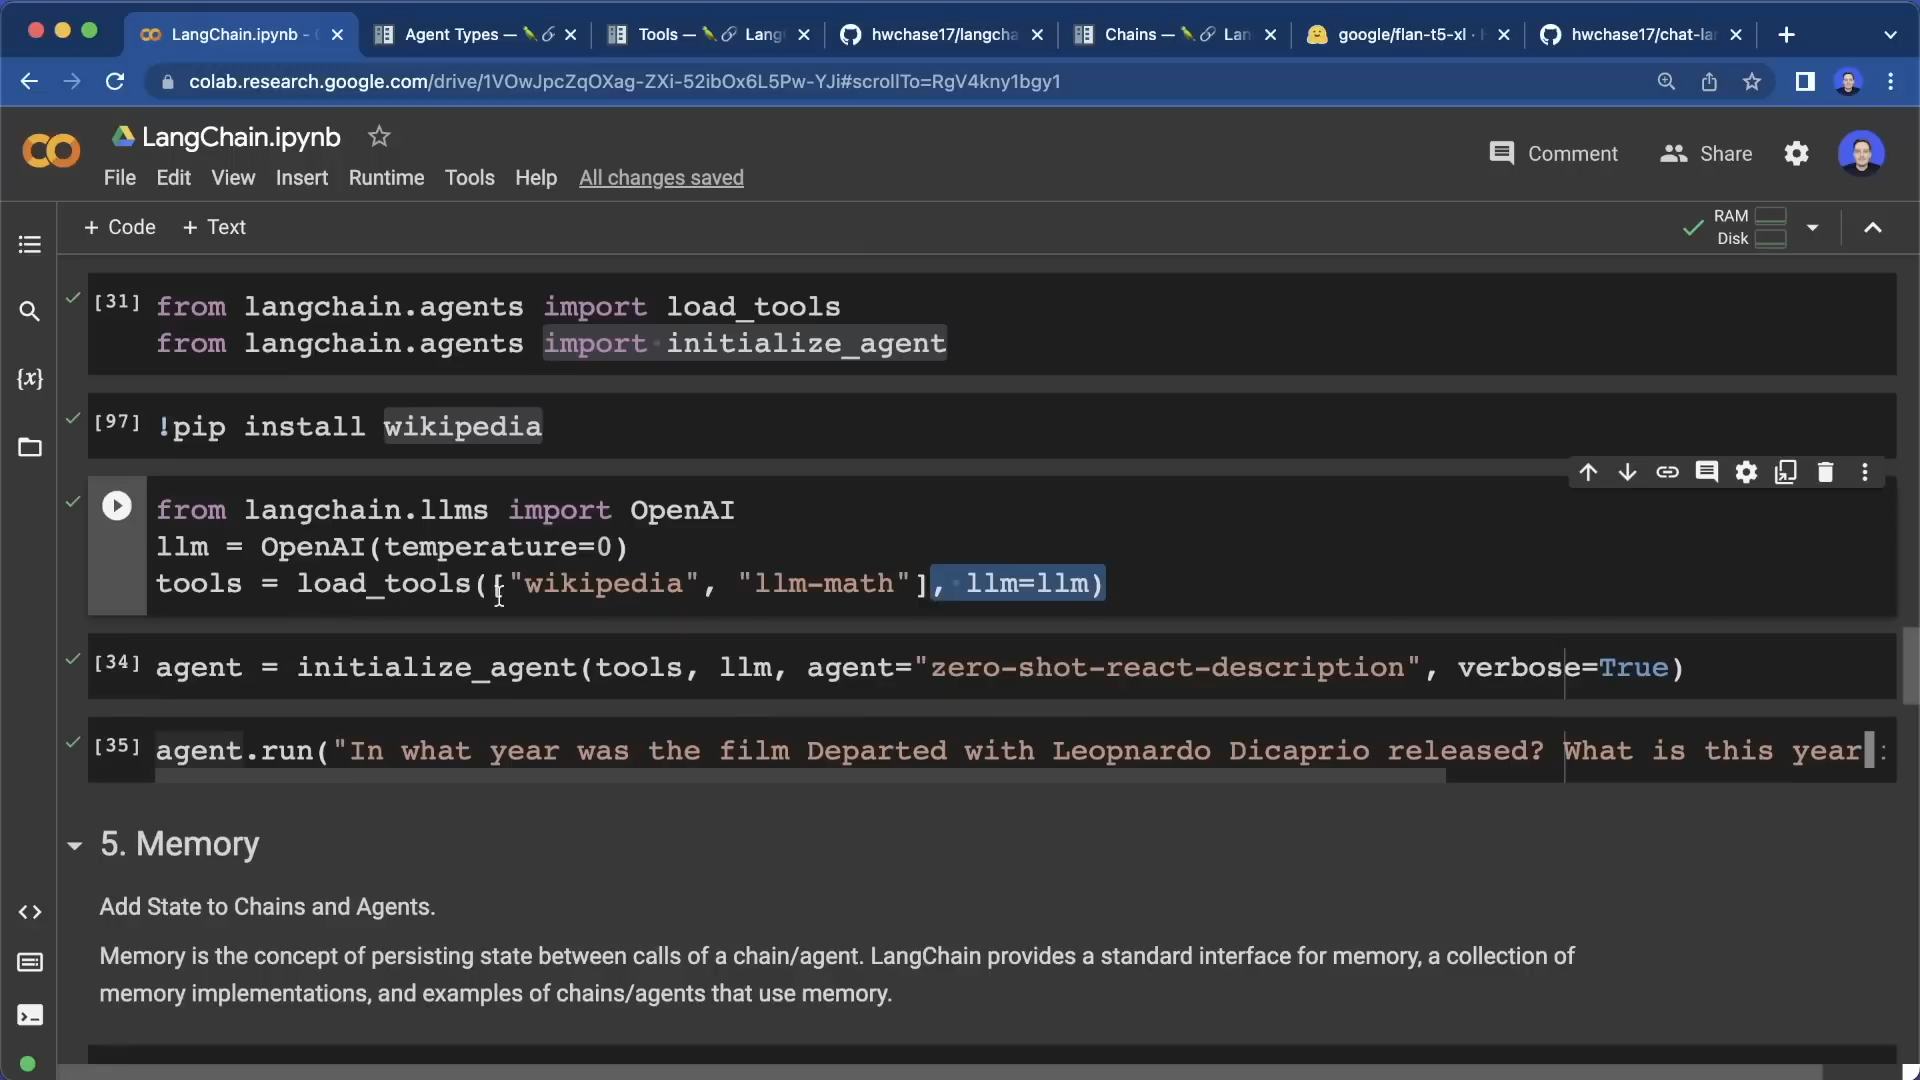 LangChain.ipynb -
Agent Types —
Tools — Lang
hwchase17/langcha
Chains — Lan
google/flan-t5-xl ·
hwchase17/chat-lan
colab.research.google.com/drive/1VOwJpcZqOXag-ZXi-52ibOx6L5Pw-YJi#scrollTo=RgV4kny1bgy1
LangChain.ipynb
Comment
Share
File Edit View Insert Runtime Tools Help All changes saved
+ Code + Text
RAM
Disk
[31] from langchain.agents import load_tools
from langchain.agents import initialize_agent
{x}
[97] !pip install wikipedia
from langchain.llms import OpenAI
llm = OpenAI(temperature=0)
tools = load_tools(["wikipedia", "llm-math"], llm=llm)
[34] agent = initialize_agent(tools, llm, agent="zero-shot-react-description", verbose=True)
[35] agent.run("In what year was the film Departed with Leopnardo Dicaprio released? What is this year
5. Memory
Add State to Chains and Agents.
Memory is the concept of persisting state between calls of a chain/agent. LangChain provides a standard interface for memory, a collection of
memory implementations, and examples of chains/agents that use memory.